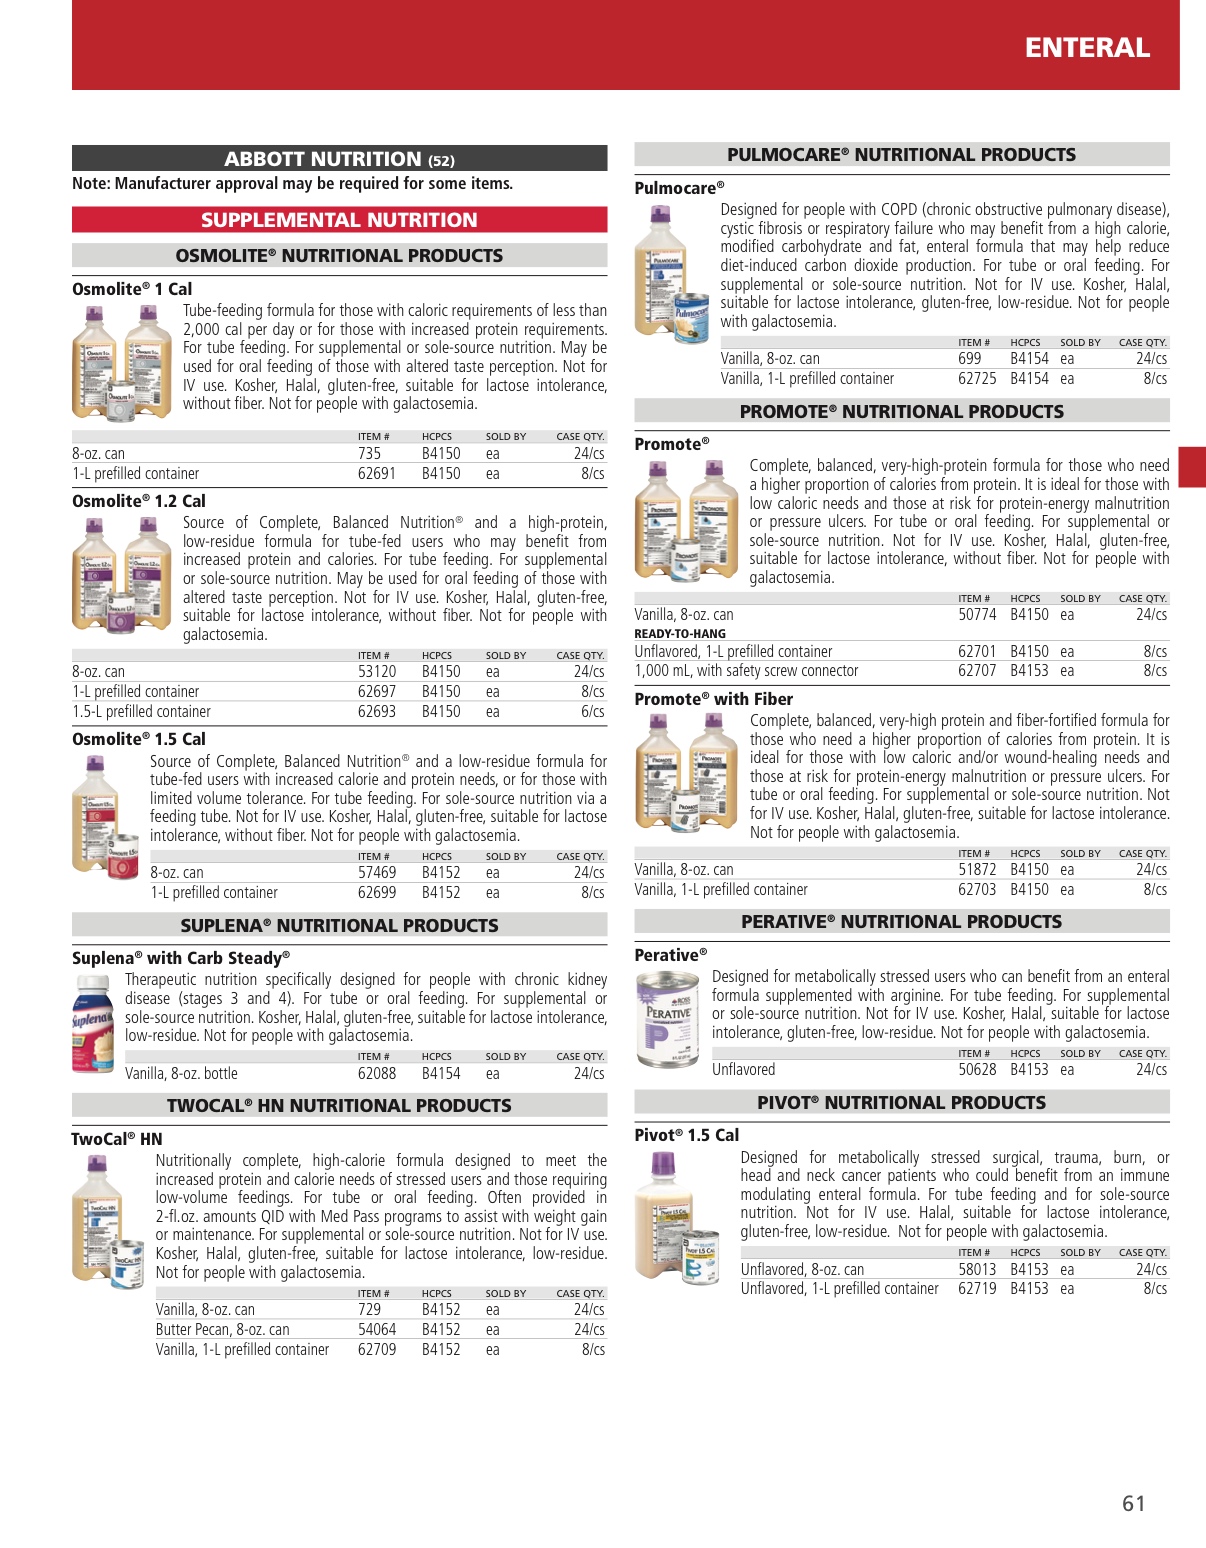 ENTERAL
ABBOTT NUTRITION (52)
Note: Manufacturer approval may be required for some items.
SUPPLEMENTAL NUTRITION
OSMOLITE® NUTRITIONAL PRODUCTS
Osmolite® 1 Cal
Tube-feeding formula for those with caloric requirements of less than
2,000 cal per day or for those with increased protein requirements.
For tube feeding. For supplemental or sole-source nutrition. May be
used for oral feeding of those with altered taste perception. Not for
IV use. Kosher, Halal, gluten-free, suitable for lactose intolerance,
without fiber. Not for people with galactosemia.
ITEM # HCPCS SOLD BY CASE QTY.
8-oz. can 735 B4150 ea 24/cs
1-L prefilled container 62691 B4150 ea 8/cs
Osmolite® 1.2 Cal
Source of Complete, Balanced Nutrition® and a high-protein,
low-residue formula for tube-fed users who may benefit from
increased protein and calories. For tube feeding. For supplemental
or sole-source nutrition. May be used for oral feeding of those with
altered taste perception. Not for IV use. Kosher, Halal, gluten-free,
suitable for lactose intolerance, without fiber. Not for people with
galactosemia.
ITEM # HCPCS SOLD BY CASE QTY.
8-oz. can 53120 B4150 ea 24/cs
1-L prefilled container 62697 B4150 ea 8/cs
1.5-L prefilled container 62693 B4150 ea 6/cs
Osmolite® 1.5 Cal
Source of Complete, Balanced Nutrition® and a low-residue formula for
tube-fed users with increased calorie and protein needs, or for those with
limited volume tolerance. For tube feeding. For sole-source nutrition via a
feeding tube. Not for IV use. Kosher, Halal, gluten-free, suitable for lactose
intolerance, without fiber. Not for people with galactosemia.
ITEM # HCPCS SOLD BY CASE QTY.
8-oz. can 57469 B4152 ea 24/cs
1-L prefilled container 62699 B4152 ea 8/cs
SUPLENA® NUTRITIONAL PRODUCTS
Suplena® with Carb Steady®
Therapeutic nutrition specifically designed for people with chronic kidney
disease (stages 3 and 4). For tube or oral feeding. For supplemental or
sole-source nutrition. Kosher, Halal, gluten-free, suitable for lactose intolerance,
low-residue. Not for people with galactosemia.
ITEM # HCPCS SOLD BY CASE QTY.
Vanilla, 8-oz. bottle 62088 B4154 ea 24/cs
TWOCAL® HN NUTRITIONAL PRODUCTS
TwoCal® HN
Nutritionally complete, high-calorie formula designed to meet the
increased protein and calorie needs of stressed users and those requiring
low-volume feedings. For tube or oral feeding. Often provided in
2-fl.oz. amounts QID with Med Pass programs to assist with weight gain
or maintenance. For supplemental or sole-source nutrition. Not for IV use.
Kosher, Halal, gluten-free, suitable for lactose intolerance, low-residue.
Not for people with galactosemia.
ITEM # HCPCS SOLD BY CASE QTY.
Vanilla, 8-oz. can 729 B4152 ea 24/cs
Butter Pecan, 8-oz. can 54064 B4152 ea 24/cs
Vanilla, 1-L prefilled container 62709 B4152 ea 8/cs
PULMOCARE® NUTRITIONAL PRODUCTS
Pulmocare®
Designed for people with COPD (chronic obstructive pulmonary disease),
cystic fibrosis or respiratory failure who may benefit from a high calorie,
modified carbohydrate and fat, enteral formula that may help reduce
diet-induced carbon dioxide production. For tube or oral feeding. For
supplemental or sole-source nutrition. Not for IV use. Kosher, Halal,
suitable for lactose intolerance, gluten-free, low-residue. Not for people
with galactosemia.
ITEM # HCPCS SOLD BY CASE QTY.
Vanilla, 8-oz. can 699 B4154 ea 24/cs
Vanilla, 1-L prefilled container 62725 B4154 ea 8/cs
PROMOTE® NUTRITIONAL PRODUCTS
Promote®
Complete, balanced, very-high-protein formula for those who need
a higher proportion of calories from protein. It is ideal for those with
low caloric needs and those at risk for protein-energy malnutrition
or pressure ulcers. For tube or oral feeding. For supplemental or
sole-source nutrition. Not for IV use. Kosher, Halal, gluten-free,
suitable for lactose intolerance, without fiber. Not for people with
galactosemia.
ITEM # HCPCS SOLD BY CASE QTY.
Vanilla, 8-oz. can 50774 B4150 ea 24/cs
READY-TO-HANG
Unflavored, 1-L prefilled container 62701 B4150 ea 8/cs
1,000 mL, with safety screw connector 62707 B4153 ea 8/cs
Promote® with Fiber
Complete, balanced, very-high protein and fiber-fortified formula for
those who need a higher proportion of calories from protein. It is
ideal for those with low caloric and/or wound-healing needs and
those at risk for protein-energy malnutrition or pressure ulcers. For
tube or oral feeding. For supplemental or sole-source nutrition. Not
for IV use. Kosher, Halal, gluten-free, suitable for lactose intolerance.
Not for people with galactosemia.
ITEM # HCPCS SOLD BY CASE QTY.
Vanilla, 8-oz. can 51872 B4150 ea 24/cs
Vanilla, 1-L prefilled container 62703 B4150 ea 8/cs
PERATIVE® NUTRITIONAL PRODUCTS
Perative®
Designed for metabolically stressed users who can benefit from an enteral
formula supplemented with arginine. For tube feeding. For supplemental
or sole-source nutrition. Not for IV use. Kosher, Halal, suitable for lactose
intolerance, gluten-free, low-residue. Not for people with galactosemia.
ITEM # HCPCS SOLD BY CASE QTY.
Unflavored 50628 B4153 ea 24/cs
PIVOT® NUTRITIONAL PRODUCTS
Pivot® 1.5 Cal
Designed for metabolically stressed surgical, trauma, burn, or
head and neck cancer patients who could benefit from an immune
modulating enteral formula. For tube feeding and for sole-source
nutrition. Not for IV use. Halal, suitable for lactose intolerance,
gluten-free, low-residue. Not for people with galactosemia.
ITEM # HCPCS SOLD BY CASE QTY.
Unflavored, 8-oz. can 58013 B4153 ea 24/cs
Unflavored, 1-L prefilled container 62719 B4153 ea 8/cs
61